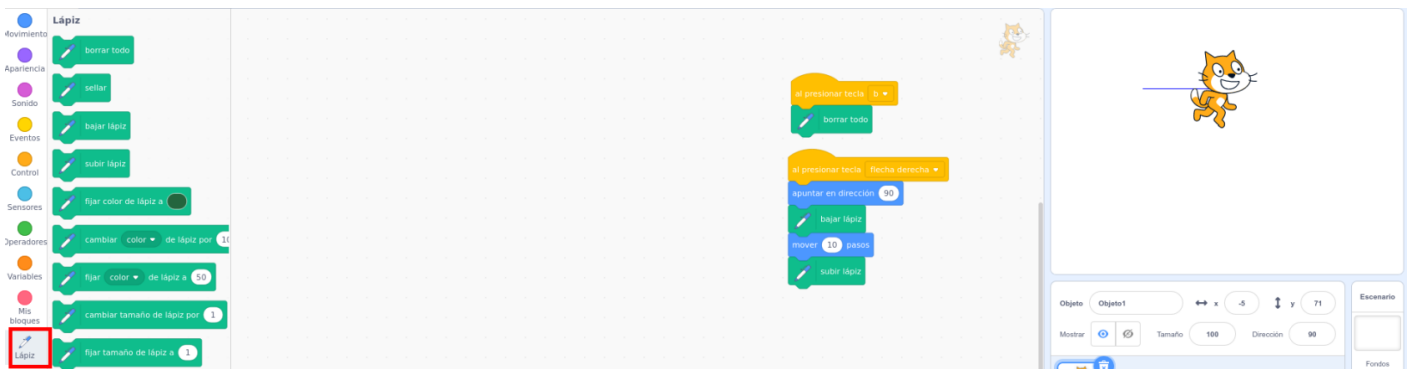 Lápiz
Movimiento
Apariencia
Sonido
Eventos
Control
Sensores
Operadores
Variables
Mis
bloques
Lápiz
borrar todo
sellar
bajar lápiz
subir lápiz
fijar color de lápiz a
cambiar color de lápiz por 10
fijar color de lápiz a 50
cambiar tamaño de lápiz por 1
fijar tamaño de lápiz a 1
al presionar tecla b
borrar todo
al presionar tecla flecha derecha
apuntar en dirección 90
bajar lápiz
mover 10 pasos
subir lápiz
Objeto Objeto1 x -5 y 71
Mostrar Tamaño 100 Dirección 90
Escenario
Fondos